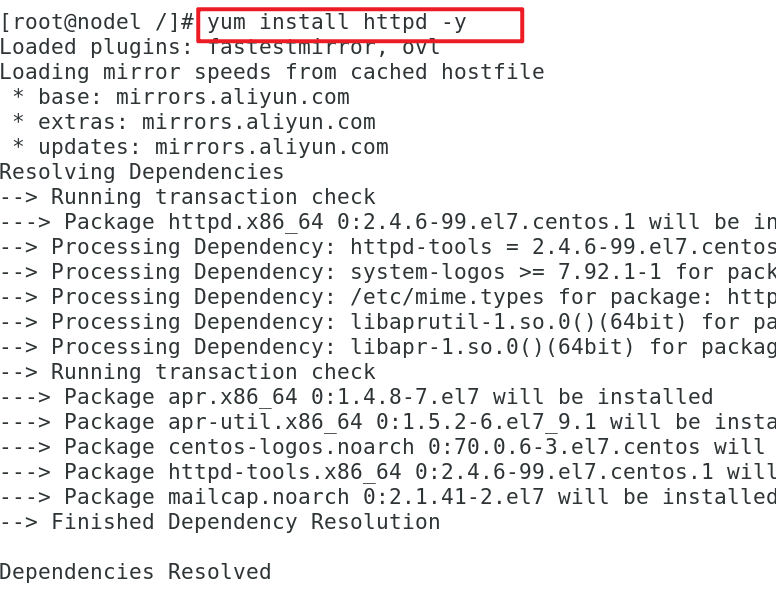 [root@nodel /]# yum install httpd -y
Loaded plugins: fastestmirror, ovl
Loading mirror speeds from cached hostfile
 * base: mirrors.aliyun.com
 * extras: mirrors.aliyun.com
 * updates: mirrors.aliyun.com
Resolving Dependencies
--> Running transaction check
---> Package httpd.x86_64 0:2.4.6-99.el7.centos.1 will be in
--> Processing Dependency: httpd-tools = 2.4.6-99.el7.centos
--> Processing Dependency: system-logos >= 7.92.1-1 for pack
--> Processing Dependency: /etc/mime.types for package: http
--> Processing Dependency: libaprutil-1.so.0()(64bit) for pa
--> Processing Dependency: libapr-1.so.0()(64bit) for packag
--> Running transaction check
---> Package apr.x86_64 0:1.4.8-7.el7 will be installed
---> Package apr-util.x86_64 0:1.5.2-6.el7_9.1 will be insta
---> Package centos-logos.noarch 0:70.0.6-3.el7.centos will
---> Package httpd-tools.x86_64 0:2.4.6-99.el7.centos.1 will
---> Package mailcap.noarch 0:2.1.41-2.el7 will be installed
--> Finished Dependency Resolution
Dependencies Resolved